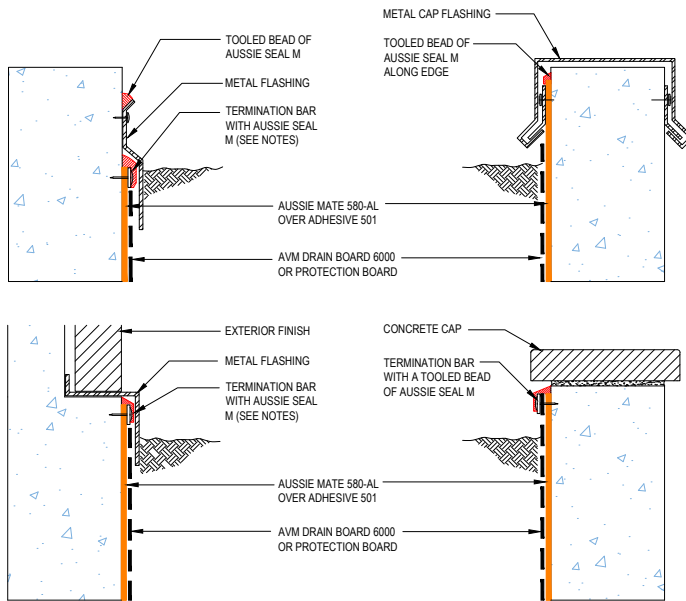 METAL CAP FLASHING
TOOLED BEAD OF
AUSSIE SEAL M
TOOLED BEAD OF
AUSSIE SEAL M
ALONG EDGE
METAL FLASHING
TERMINATION BAR
WITH AUSSIE SEAL
M (SEE NOTES)
AUSSIE MATE 580-AL
OVER ADHESIVE 501
AVM DRAIN BOARD 6000
OR PROTECTION BOARD
EXTERIOR FINISH
CONCRETE CAP
METAL FLASHING
TERMINATION BAR
WITH A TOOLED BEAD
OF AUSSIE SEAL M
TERMINATION BAR
WITH AUSSIE SEAL
M (SEE NOTES)
AUSSIE MATE 580-AL
OVER ADHESIVE 501
AVM DRAIN BOARD 6000
OR PROTECTION BOARD